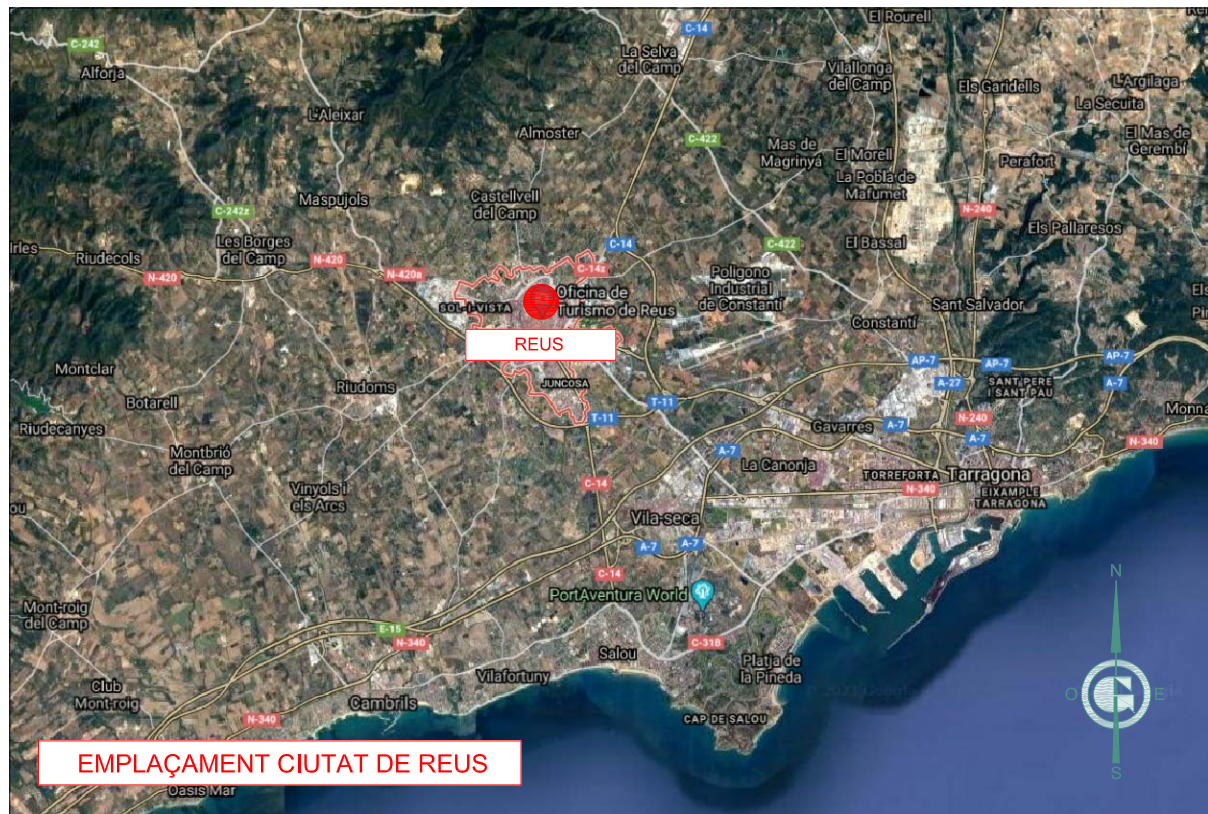 El Rourell
C-14
C-242
La Selva
del Camp
Alforja
Vilallonga
del Camp
Els Garidells
L'Argilaga
La Secuita
L'Aleixar
Almoster
C-422
El Mas de
Gerembí
Mas de
Magrinyà
El Morell
Perafort
La Pobla de
Mafumet
Maspujols
Castellvell
del Camp
C-242z
N-240
Els Pallaresos
Irles
Riudecols
Les Borges
del Camp
C-14
C-422
El Bassal
N-420
N-420
N-420a
C-14z
Poligono
Industrial
de Constantí
Oficina de
Turismo de Reus
SOL-I-VISTA
Sant Salvador
Constantí
REUS
Montclar
Riudoms
JUNCOSA
AP-7
AP-7
AP-7
A-27
A-7
SANT PERE
I SANT PAU
Botarell
T-11
T-11
N-240
Riudecanyes
Gavarres
A-7
A-7
N-340
Montbrió
del Camp
A-7
La Canonja
TORREFORTA
Tarragona
Vinyols i
els Arcs
C-14
N-340
EIXAMPLE
TARRAGONA
Vila-seca
A-7
A-7
C-14
PortAventura World
N
Mont-roig
del Camp
E-15
N-340
C-31B
Salou
Platja de
la Pineda
Vilafortuny
Club
Mont-roig
Cambrils
O
E
N-340
CAP DE SALOU
EMPLAÇAMENT CIUTAT DE REUS
S
Oasis Mar